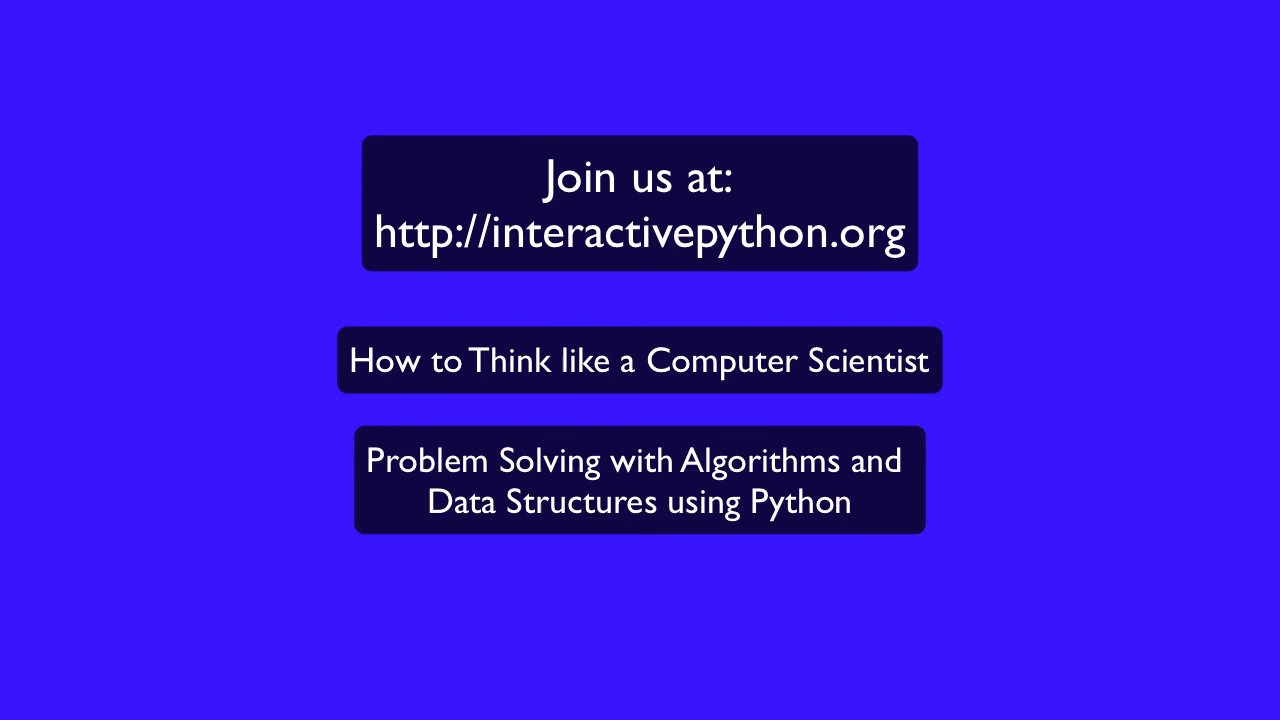 Join us at:
http://interactivepython.org
How to Think like a Computer Scientist
Problem Solving with Algorithms and
Data Structures using Python